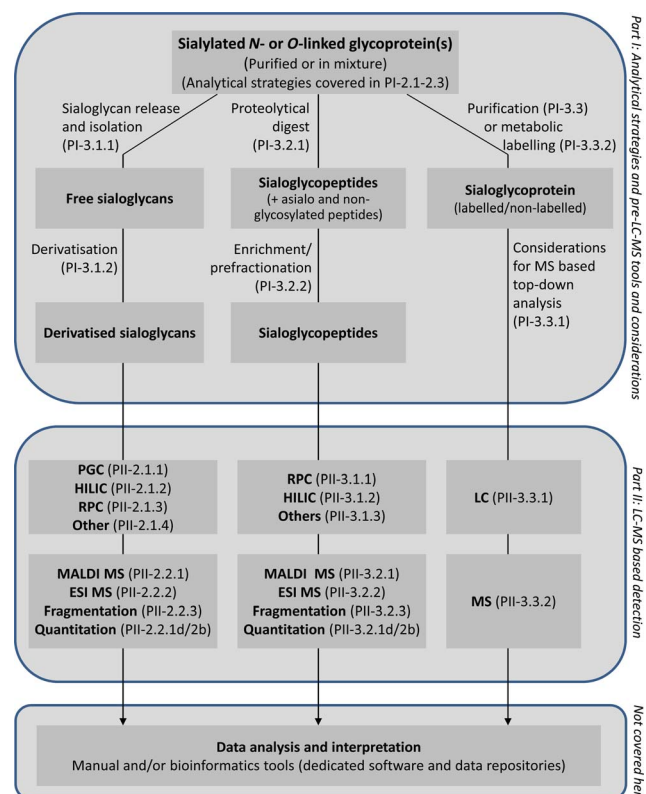 Sialylated N- or O-linked glycoprotein(s)
(Purified or in mixture)
(Analytical strategies covered in PI-2.1-2.3)
Sialoglycan release
and isolation
(PI-3.1.1)
Proteolytical
digest
(PI-3.2.1)
Purification (PI-3.3)
or metabolic
labelling (PI-3.3.2)
Free sialoglycans
Sialoglycopeptides
(+ asialo and non-
glycosylated peptides)
Sialoglycoprotein
(labelled/non-labelled)
Derivatisation
(PI-3.1.2)
Enrichment/
prefractionation
(PI-3.2.2)
Considerations
for MS based
top-down
analysis
(PI-3.3.1)
Derivatised sialoglycans
Sialoglycopeptides
Part I: Analytical strategies and pre-LC-MS tools and considerations
PGC (PII-2.1.1)
HILIC (PII-2.1.2)
RPC (PII-2.1.3)
Other (PII-2.1.4)
RPC (PII-3.1.1)
HILIC (PII-3.1.2)
Others (PII-3.1.3)
LC (PII-3.3.1)
MALDI MS (PII-2.2.1)
ESI MS (PII-2.2.2)
Fragmentation (PII-2.2.3)
Quantitation (PII-2.2.1d/2b)
MALDI MS (PII-3.2.1)
ESI MS (PII-3.2.2)
Fragmentation (PII-3.2.3)
Quantitation (PII-3.2.1d/2b)
MS (PII-3.3.2)
Part II: LC-MS based detection
Data analysis and interpretation
Manual and/or bioinformatics tools (dedicated software and data repositories)
Not covered her